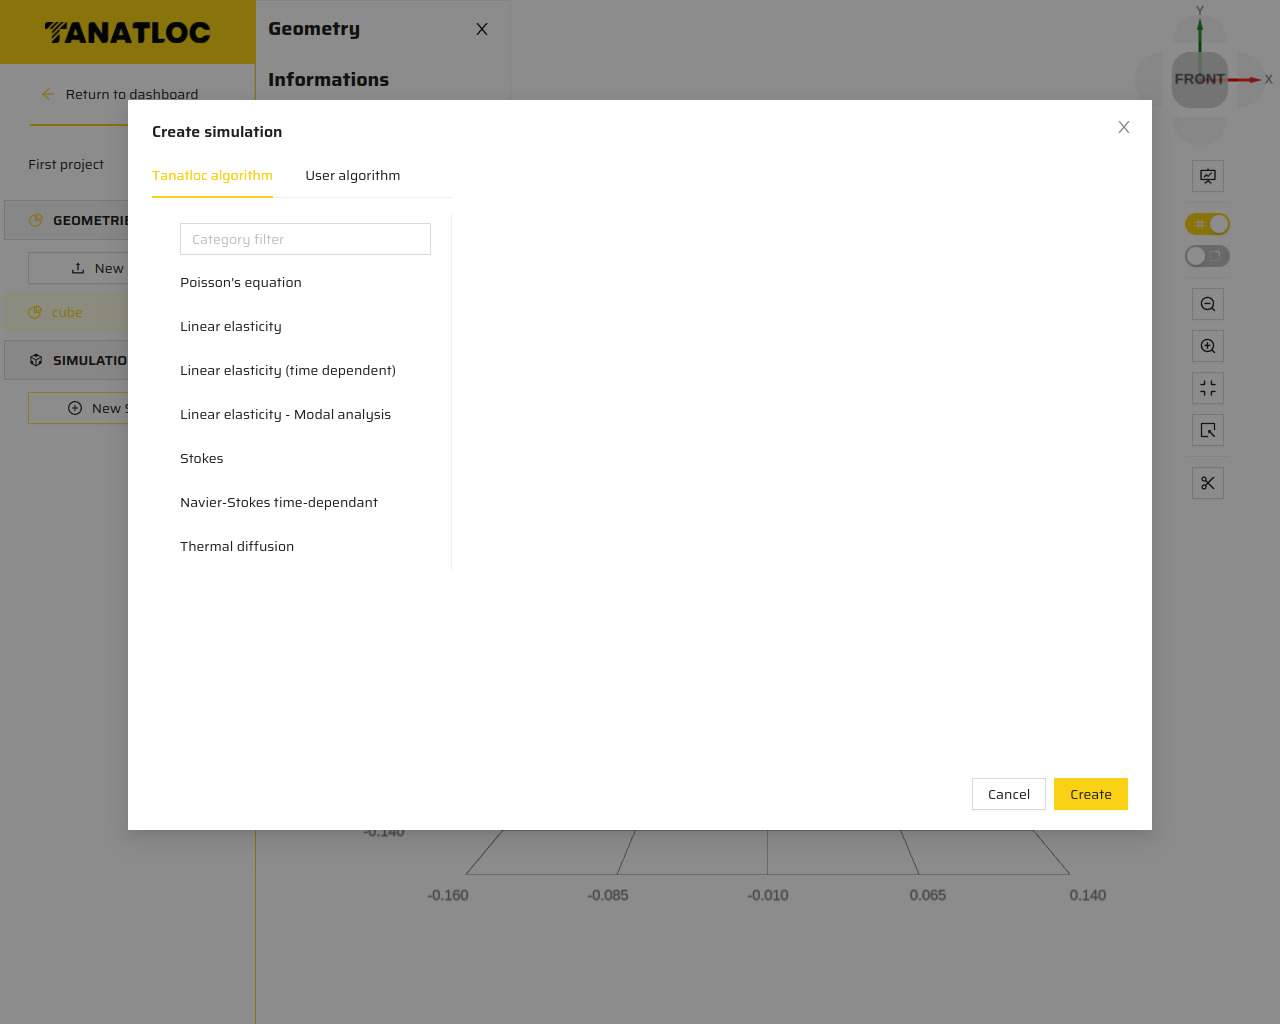 TANATLOC
Return to dashboard
First project
GEOMETRIE
New
cube
SIMULATIO
New S
Geometry
Informations
Create simulation
Tanatloc algorithm
User algorithm
Category filter
Poisson's equation
Linear elasticity
Linear elasticity (time dependent)
Linear elasticity - Modal analysis
Stokes
Navier-Stokes time-dependant
Thermal diffusion
Cancel
Create
Y
FRONT
X
-0.140
-0.160
-0.085
-0.010
0.065
0.140